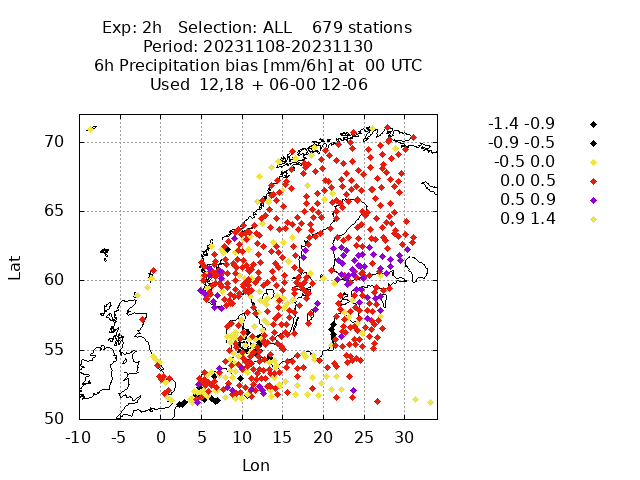 Exp: 2h   Selection: ALL    679 stations
Period: 20231108-20231130
6h Precipitation bias [mm/6h] at  00 UTC
Used 12,18 + 06-00 12-06
-1.4 -0.9
-0.9 -0.5
-0.5 0.0
0.0 0.5
0.5 0.9
0.9 1.4
70
65
60
55
50
Lat
-10 -5 0 5 10 15 20 25 30
Lon